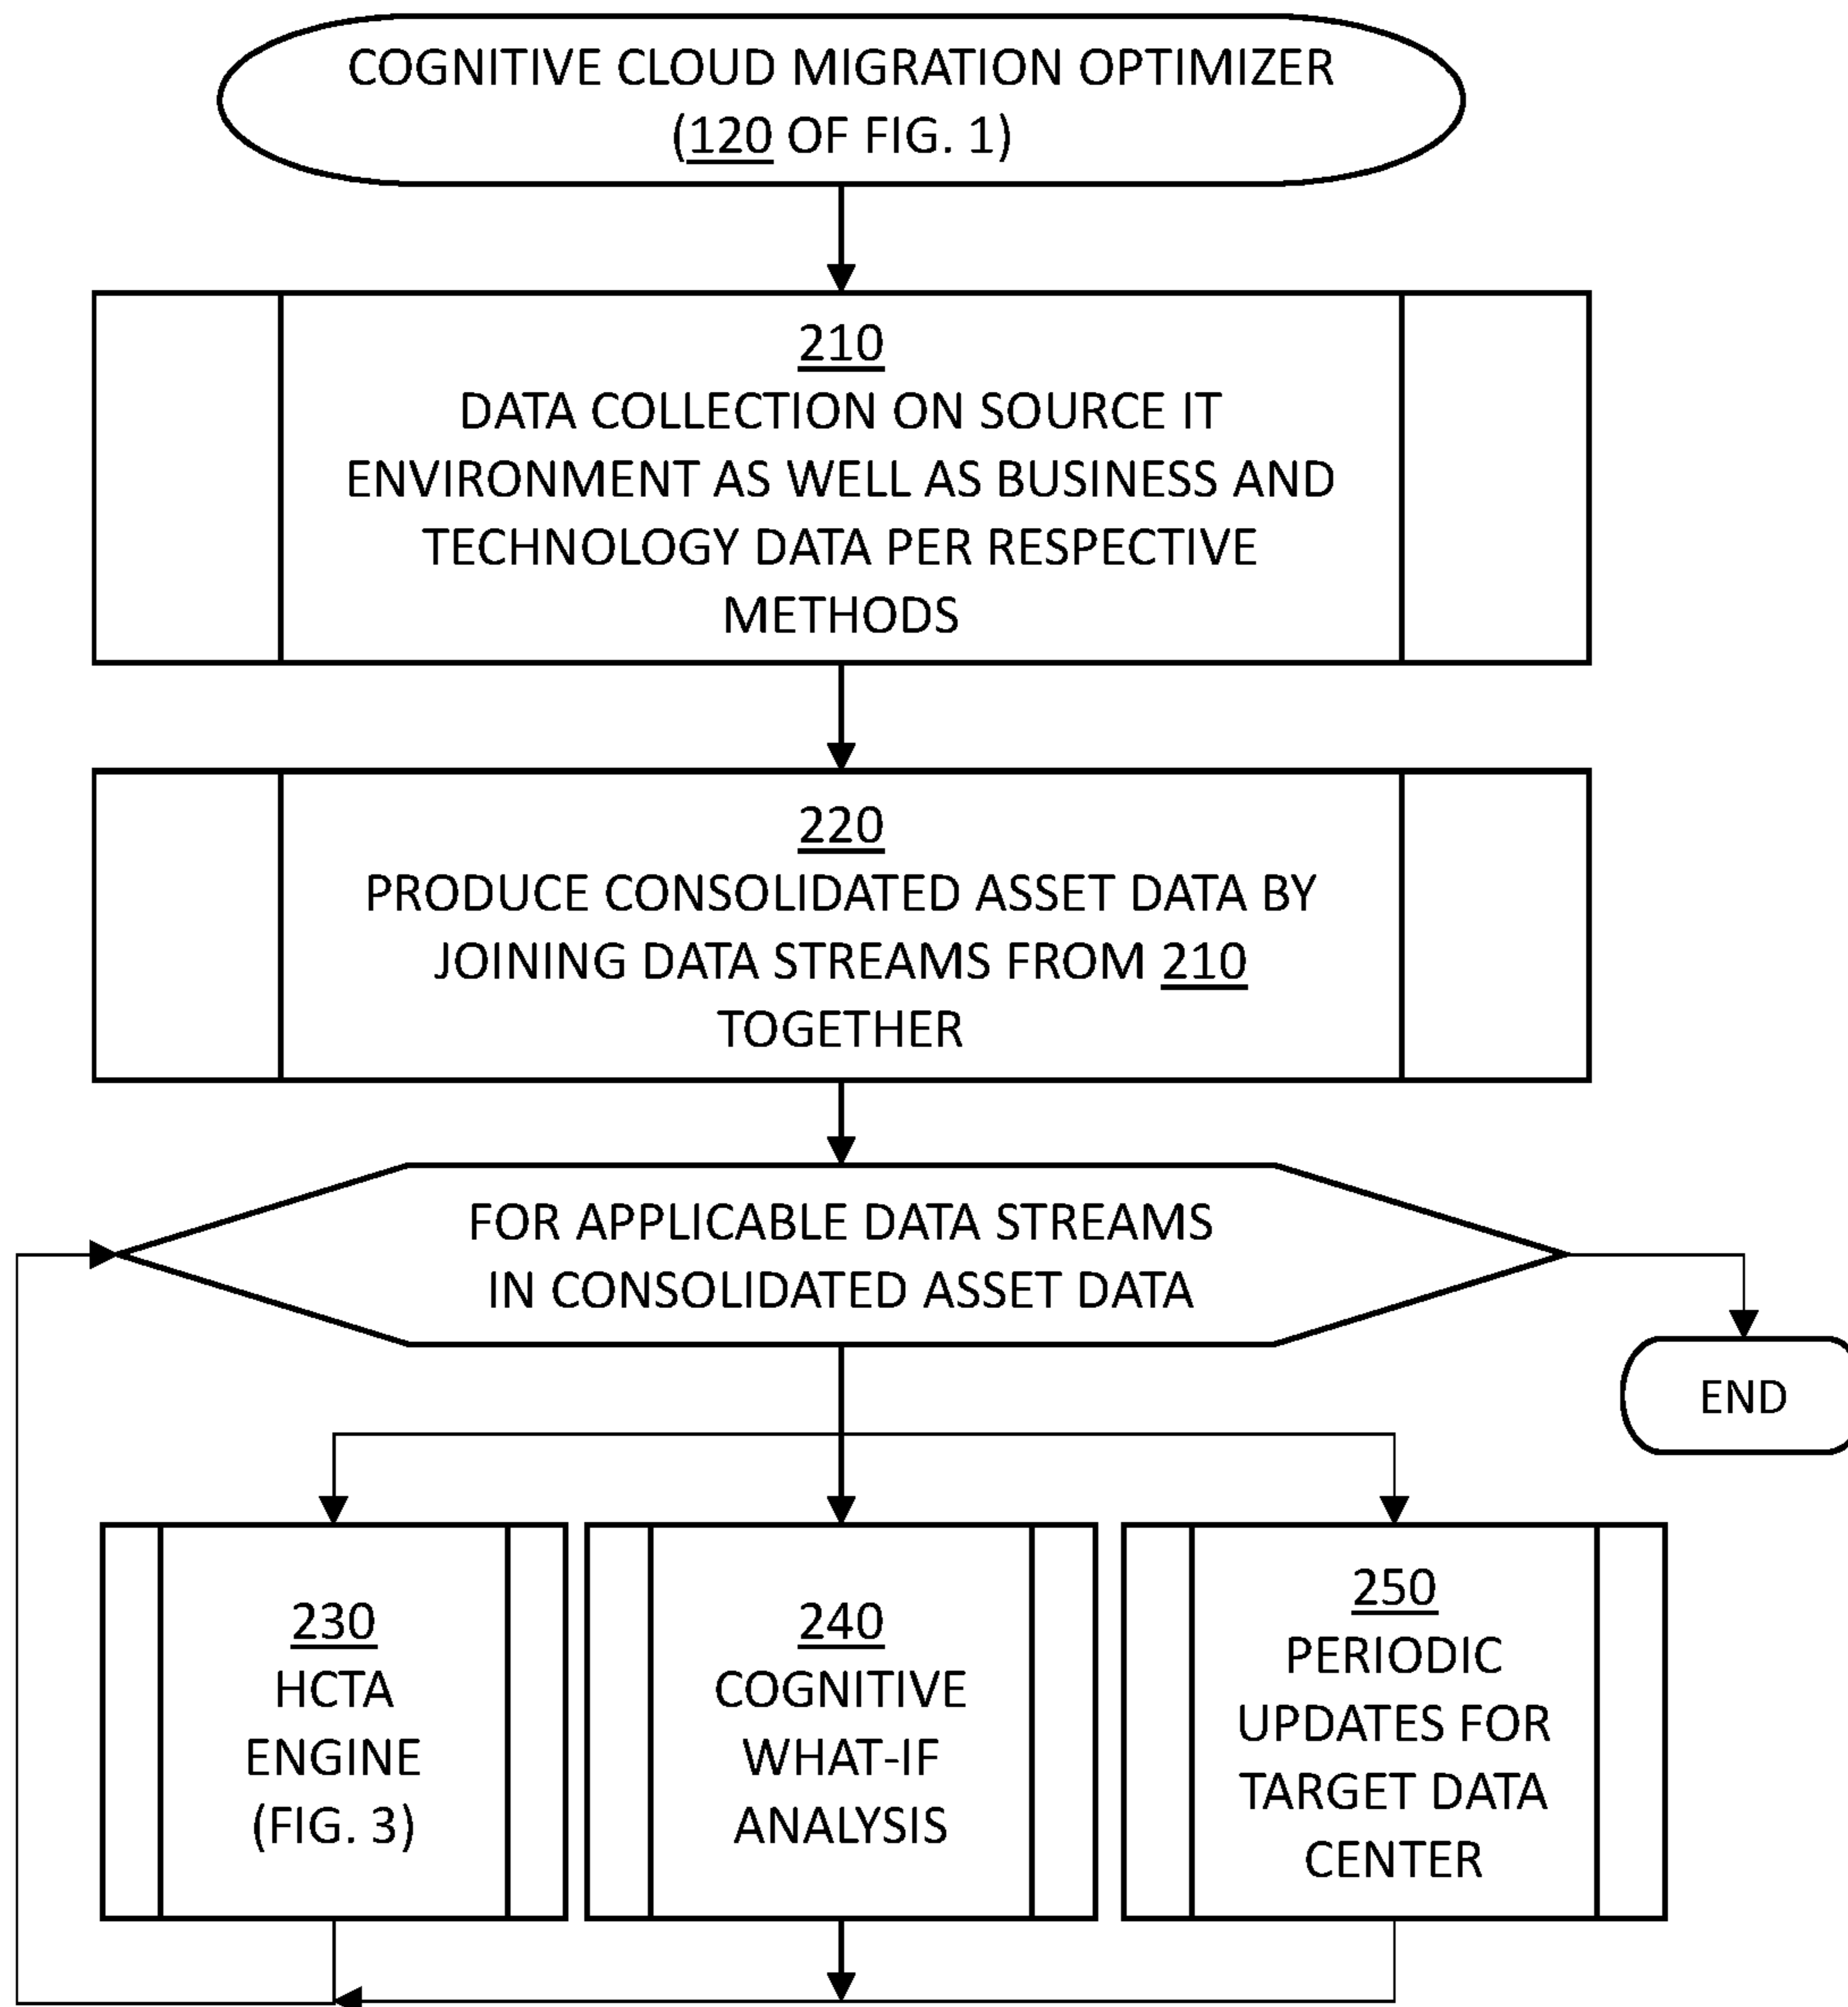 COGNITIVE CLOUD MIGRATION OPTIMIZER
(120 OF FIG. 1)
210
DATA COLLECTION ON SOURCE IT
ENVIRONMENT AS WELL AS BUSINESS AND
TECHNOLOGY DATA PER RESPECTIVE
METHODS
220
PRODUCE CONSOLIDATED ASSET DATA BY
JOINING DATA STREAMS FROM 210
TOGETHER
FOR APPLICABLE DATA STREAMS
IN CONSOLIDATED ASSET DATA
END
230
HCTA
ENGINE
(FIG. 3)
240
COGNITIVE
WHAT-IF
ANALYSIS
250
PERIODIC
UPDATES FOR
TARGET DATA
CENTER